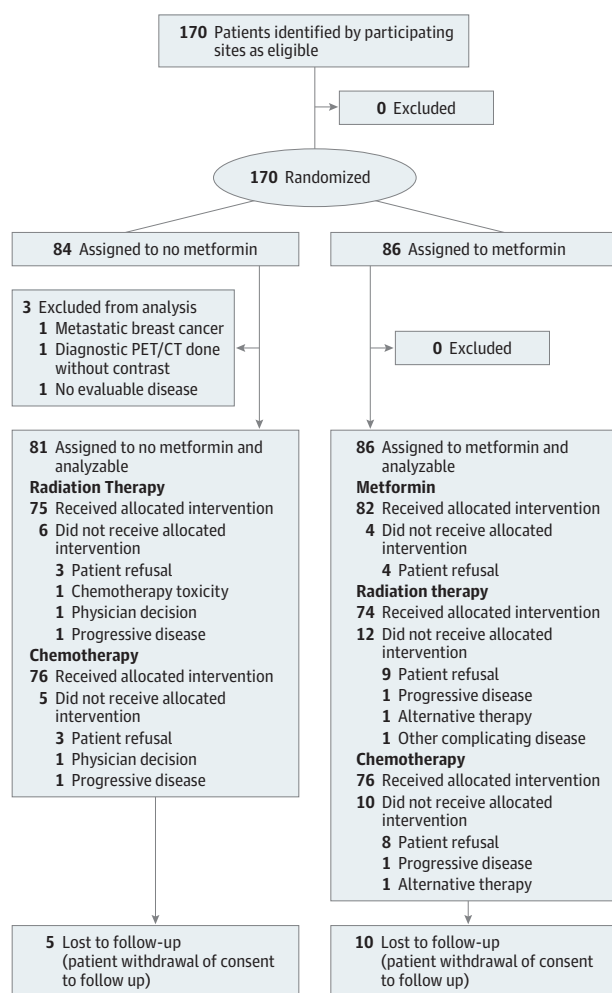 170 Patients identified by participating
sites as eligible
0 Excluded
170 Randomized
84 Assigned to no metformin
86 Assigned to metformin
3 Excluded from analysis
1 Metastatic breast cancer
1 Diagnostic PET/CT done
without contrast
1 No evaluable disease
0 Excluded
81 Assigned to no metformin and
analyzable
Radiation Therapy
75 Received allocated intervention
6 Did not receive allocated
intervention
3 Patient refusal
1 Chemotherapy toxicity
1 Physician decision
1 Progressive disease
Chemotherapy
76 Received allocated intervention
5 Did not receive allocated
intervention
3 Patient refusal
1 Physician decision
1 Progressive disease
86 Assigned to metformin and
analyzable
Metformin
82 Received allocated intervention
4 Did not receive allocated
intervention
4 Patient refusal
Radiation therapy
74 Received allocated intervention
12 Did not receive allocated
intervention
9 Patient refusal
1 Progressive disease
1 Alternative therapy
1 Other complicating disease
Chemotherapy
76 Received allocated intervention
10 Did not receive allocated
intervention
8 Patient refusal
1 Progressive disease
1 Alternative therapy
5 Lost to follow-up
(patient withdrawal of consent
to follow up)
10 Lost to follow-up
(patient withdrawal of consent
to follow up)